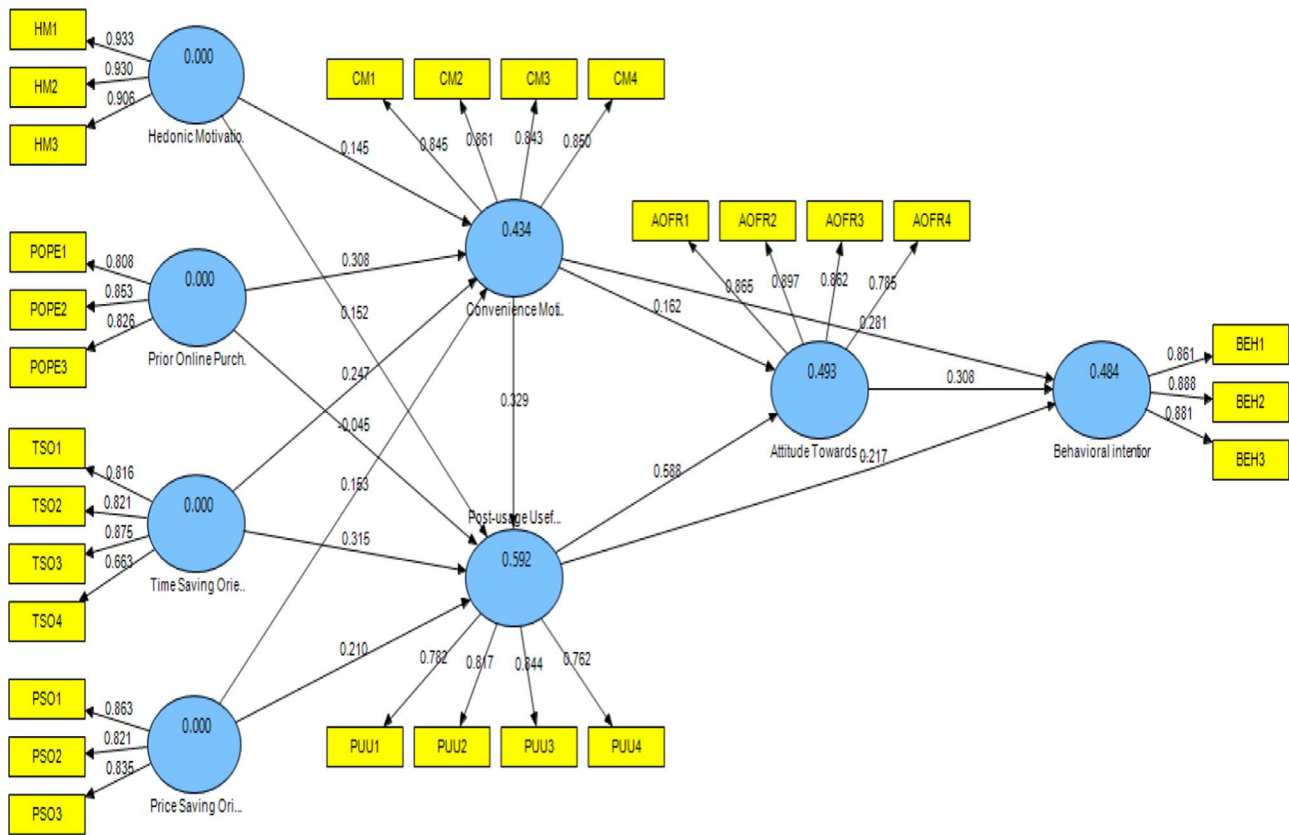 HM1
0.933
HM2
0.930
HM3
0.906
0.000
Hedonic Motivatio..
0.145
0.152
POPE1
0.808
POPE2
0.853
POPE3
0.826
0.000
Prior Online Purch..
0.308
-0.045
TSO1
0.816
TSO2
0.821
TSO3
0.875
TSO4
0.663
0.000
Time Saving Orie..
0.247
0.315
PSO1
0.863
PSO2
0.821
PSO3
0.835
0.000
Price Saving Ori...
0.153
0.210
CM1
CM2
CM3
CM4
0.845
0.861
0.843
0.850
0.434
Convenience Moti..
0.329
0.162
0.281
Post-usage Usef...
0.592
0.588
0.217
0.782
0.817
0.844
0.762
PUU1
PUU2
PUU3
PUU4
AOFR1
AOFR2
AOFR3
AOFR4
0.865
0.897
0.862
0.785
0.493
Attitude Towards
0.308
0.484
Behavioral intentior
BEH1
0.861
BEH2
0.888
BEH3
0.881